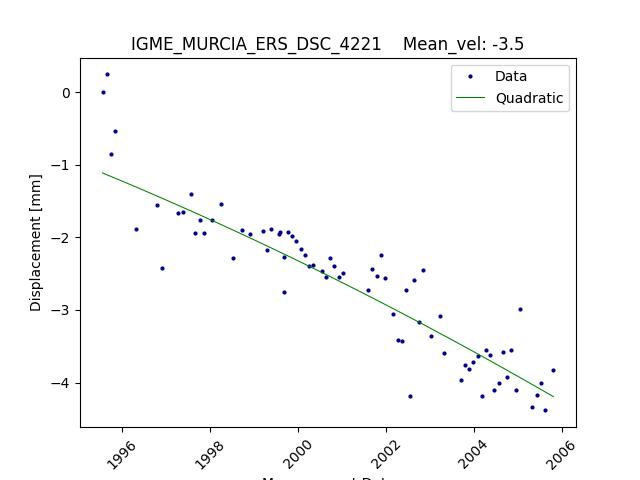 IGME_MURCIA_ERS_DSC_4221    Mean_vel: -3.5
Data
Quadratic
Displacement [mm]
0
−1
−2
−3
−4
1996
1998
2000
2002
2004
2006